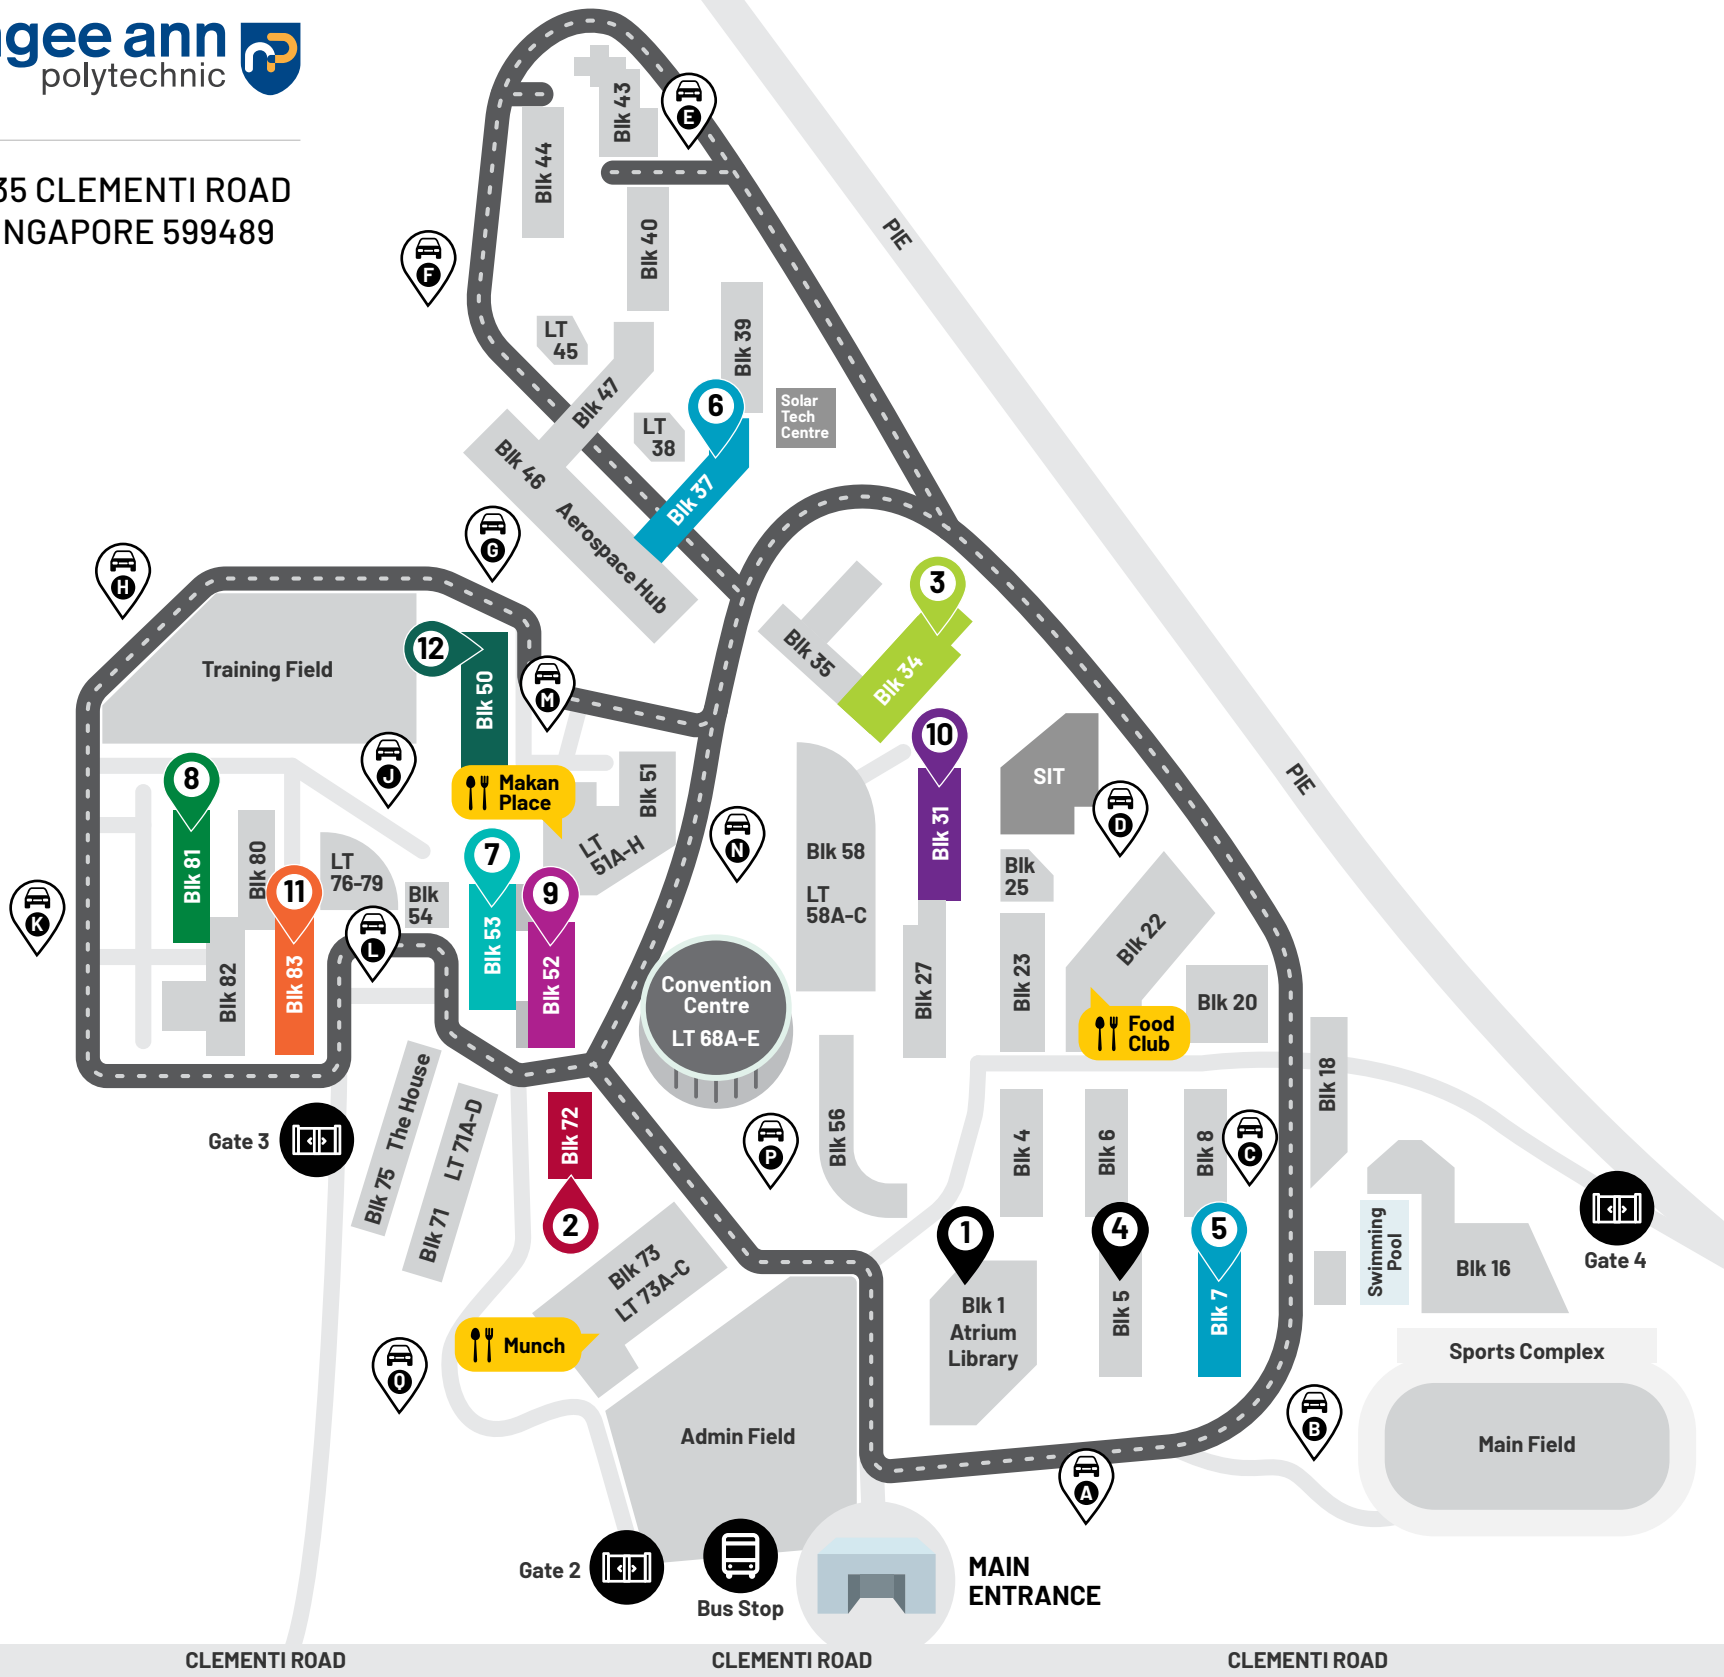 ngee ann
polytechnic
35 CLEMENTI ROAD
NGAPORE 599489
Blk 43
E
Blk 44
Blk 40
PIE
F
LT
45
Blk 39
Blk 47
6
Solar
Tech
Centre
LT
38
Blk 46
Aerospace Hub
Blk 37
G
H
3
12
Training Field
Blk 35
Blk 34
Blk 50
M
10
J
8
Makan
Place
Blk 51
SIT
PIE
D
N
LT
51A-H
Blk 31
Blk 58
LT
58A-C
Blk 81
Blk 80
LT
76-79
7
Blk
25
11
9
Blk
54
K
L
Blk 22
Blk 53
Blk 52
Blk 82
Blk 83
Convention
Centre
LT 68A-E
Blk 27
Blk 23
Blk 20
Food
Club
Blk 18
Blk 75 The House
Blk 71 LT 71A-D
Gate 3
Blk 72
2
P
Blk 56
Blk 4
Blk 6
Blk 8
C
1
4
5
Gate 4
Swimming
Pool
Blk 16
Blk 73
LT 73A-C
Blk 1
Atrium
Library
Blk 5
Blk 7
Munch
Q
Sports Complex
B
Admin Field
Main Field
A
Gate 2
Bus Stop
MAIN
ENTRANCE
CLEMENTI ROAD
CLEMENTI ROAD
CLEMENTI ROAD